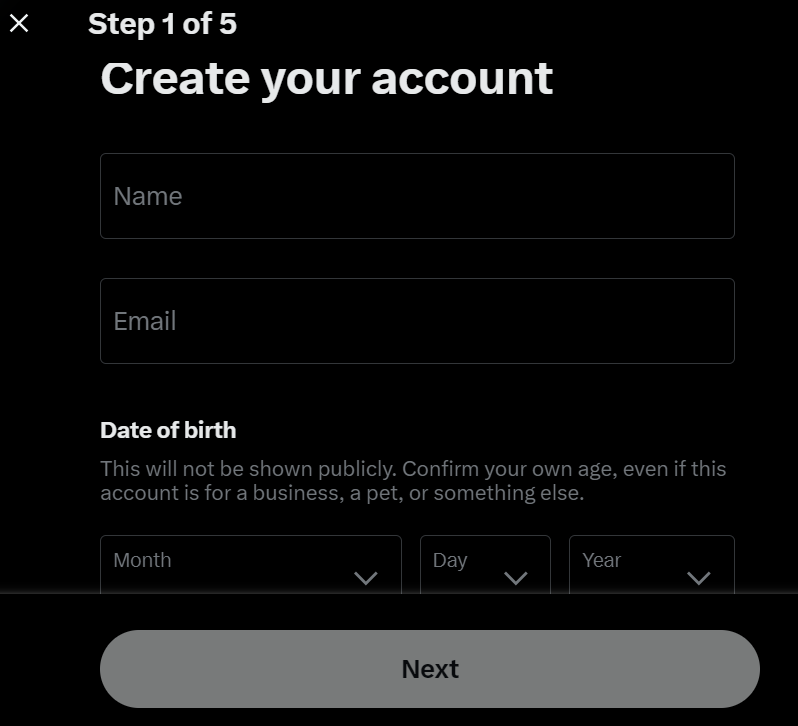 Step 1 of 5
Create your account
Name
Email
Date of birth
This will not be shown publicly. Confirm your own age, even if this
account is for a business, a pet, or something else.
Month Day Year
Next